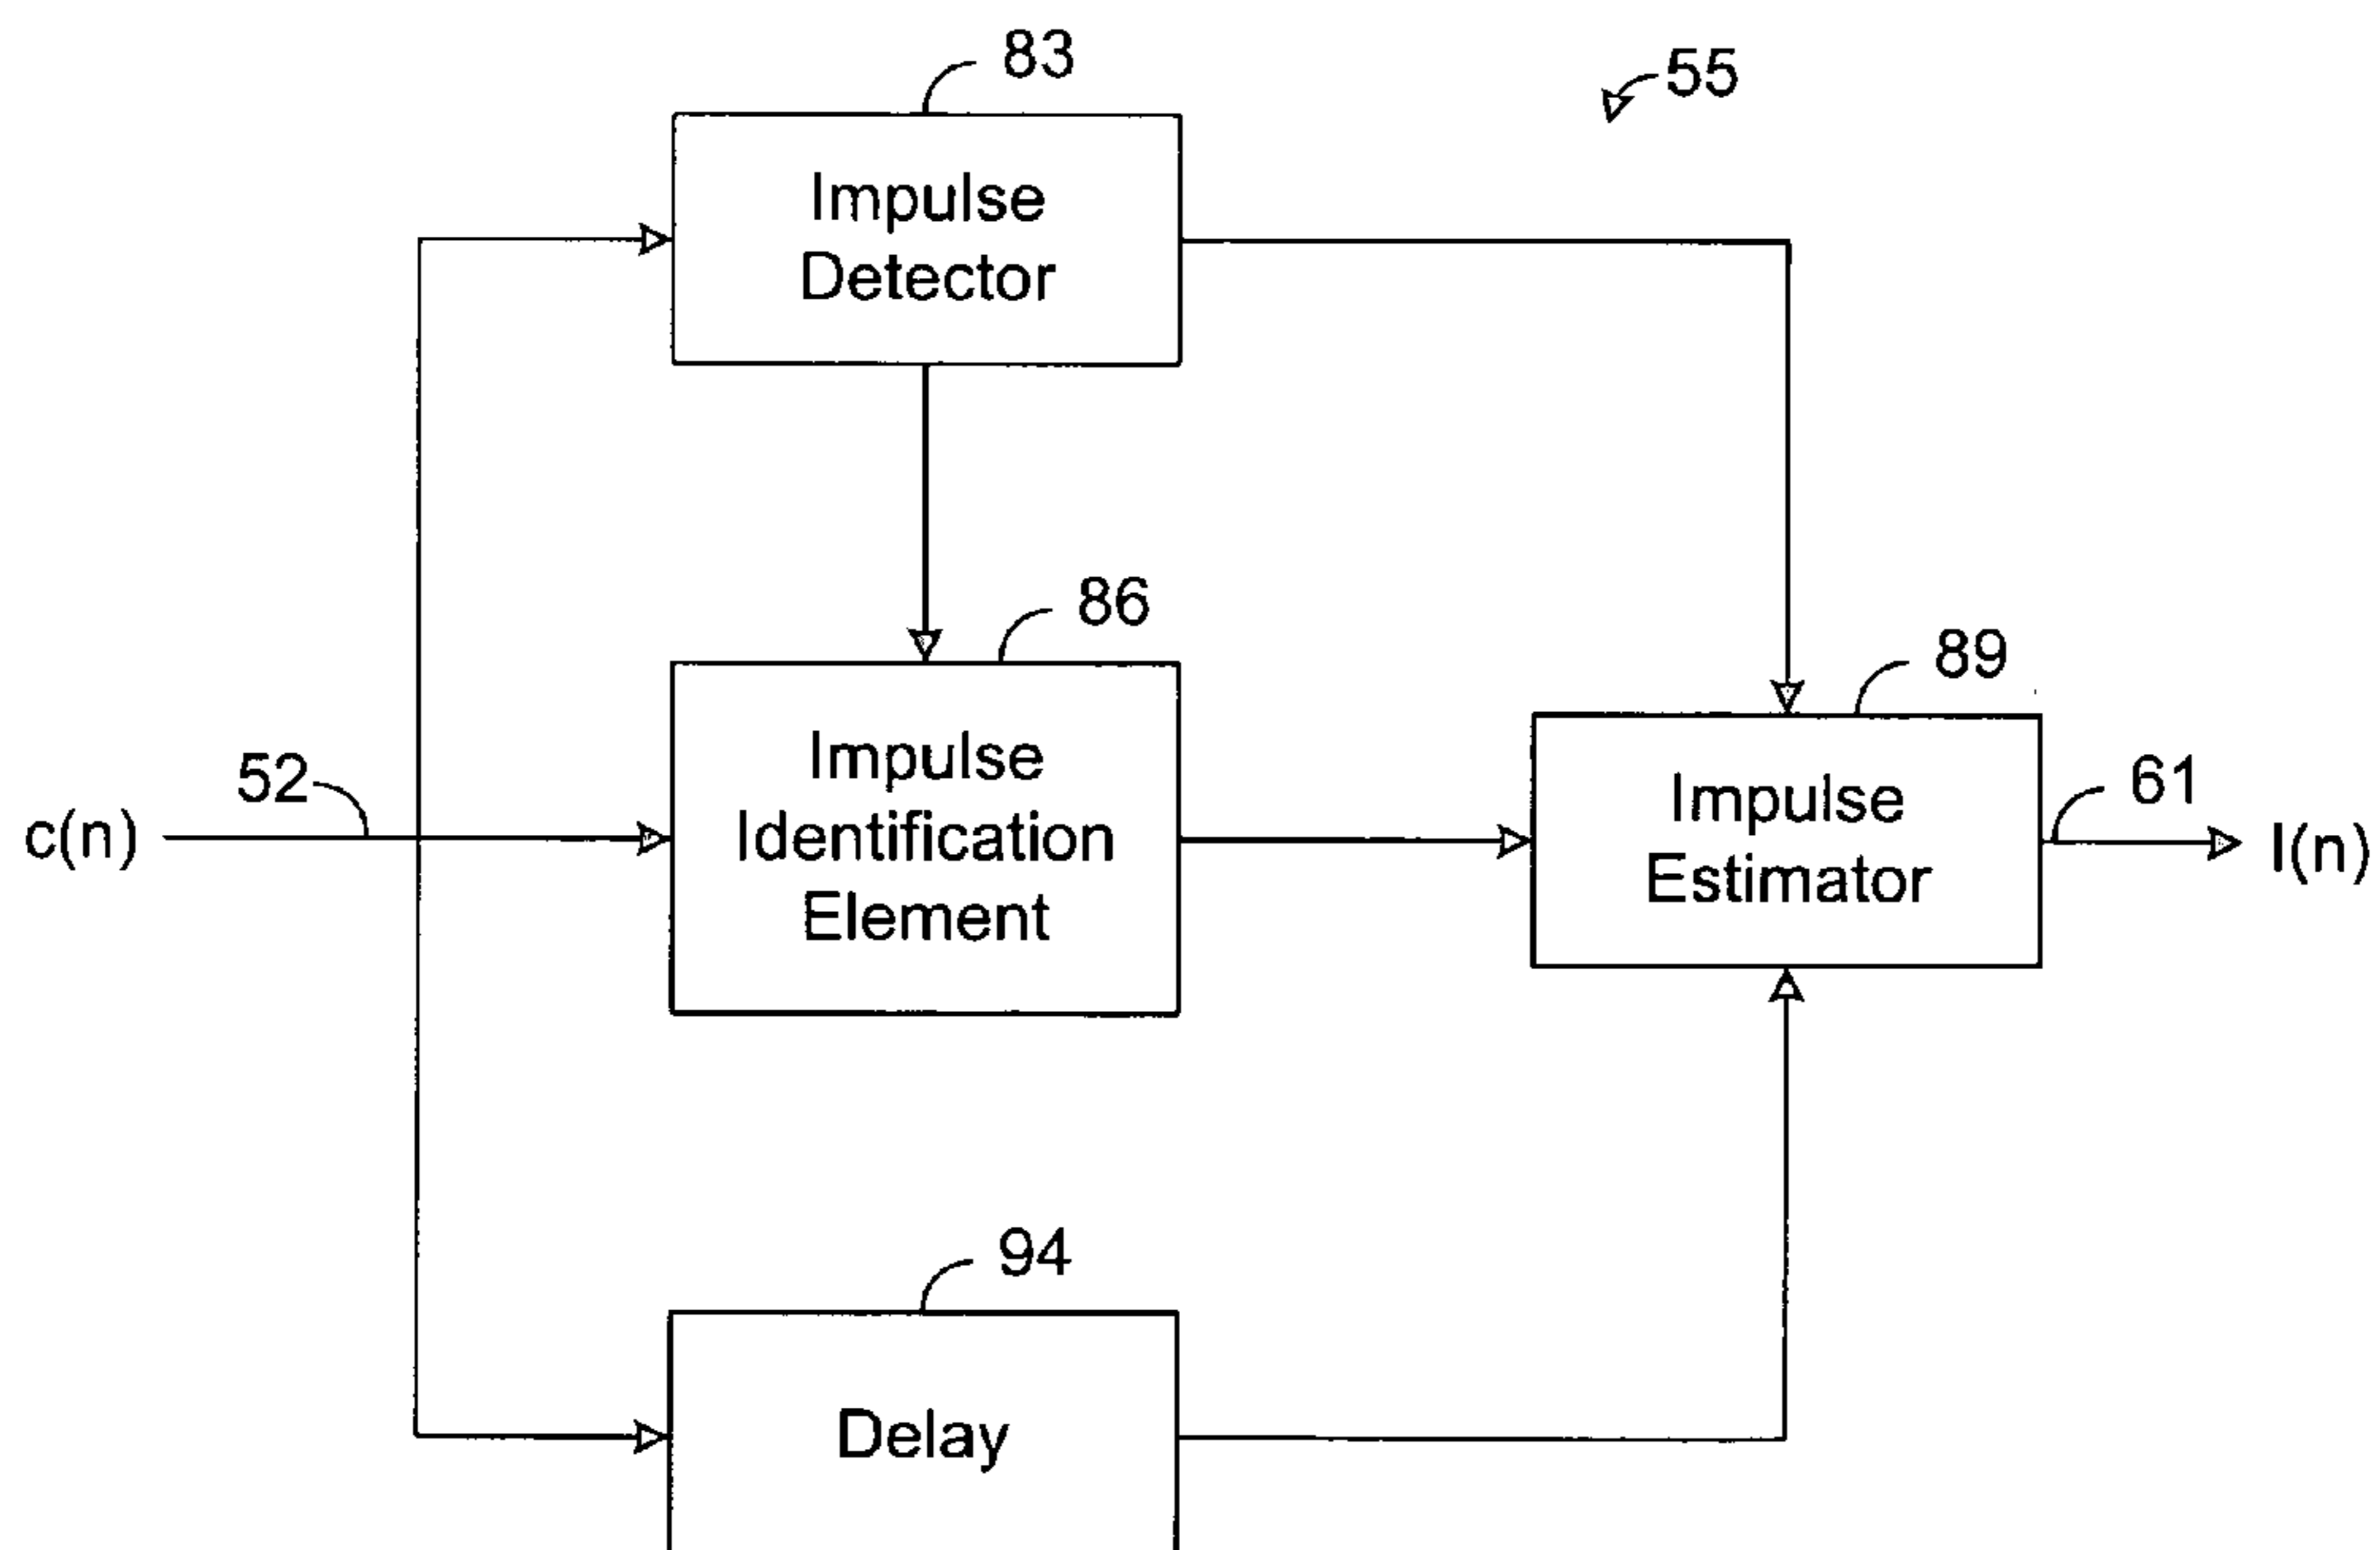 83
55
Impulse
Detector
86
89
Impulse
Identification
Element
52
c(n)
Impulse
Estimator
61
I(n)
94
Delay